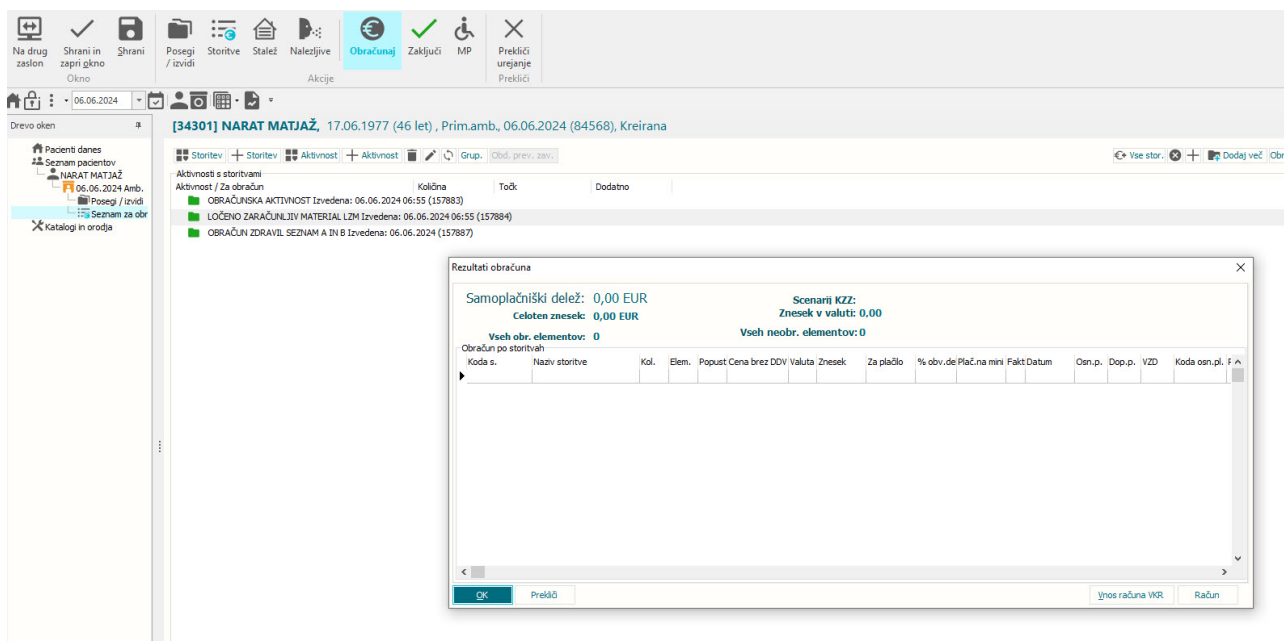 Na drug zaslon
Shrani in zapri okno
Shrani
Posegi / izvidi
Storitve
Stalež
Nalezljive
Obračunaj
Zaključi
MP
Prekliči urejanje
Okno
Akcije
Prekliči
06.06.2024
Drevo oken
[34301] NARAT MATJAŽ, 17.06.1977 (46 let) , Prim.amb., 06.06.2024 (84568), Kreirana
Pacienti danes
Seznam pacientov
NARAT MATJAŽ
06.06.2024 Amb.
Posegi / izvidi
Seznam za obr
Katalogi in orodja
Storitev Storitev Aktivnost Aktivnost Grup. Obd. prev. zav. Vse stor. Dodaj več Obr
Aktivnosti s storitvami
Aktivnost / Za obračun Količna Točk Dodatno
OBRAČUNSKA AKTIVNOST Izvedena: 06.06.2024 06:55 (157883)
LOČENO ZARAČUNLJIV MATERIAL LZM Izvedena: 06.06.2024 06:55 (157884)
OBRAČUN ZDRAVIL SEZNAM A IN B Izvedena: 06.06.2024 (157887)
Rezultati obračuna
Samoplačniški delež: 0,00 EUR
Scenarij KZZ:
Celoten znesek: 0,00 EUR
Znesek v valuti: 0.00
Vseh obr. elementov: 0
Vseh neobr. elementov: 0
Obračun po storitvah
Koda s. Naziv storitve Kol. Elem. Popust Cena brez DDV Valuta Znesek Za plačilo % obv.de Plač.na mini Fakt Datum Osn.p. Dop.p. VZD Koda osn.pl.
OK Prekliči Vnos računa VKR Račun